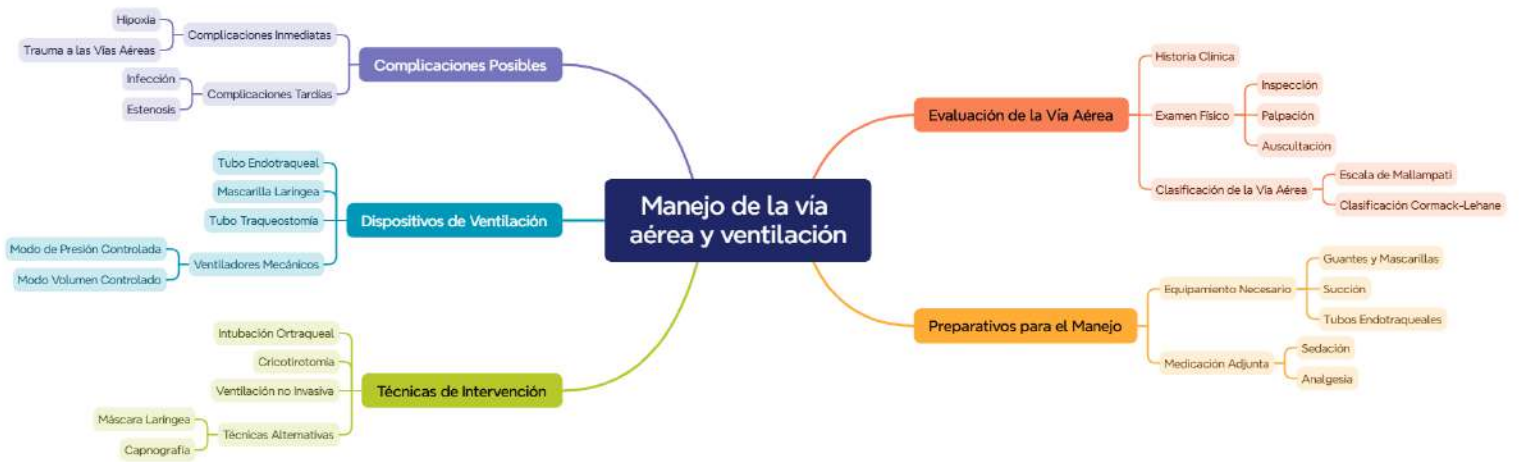 Manejo de la vía
aérea y ventilación
Evaluación de la Vía Aérea
Historia Clínica
Examen Físico
Inspección
Palpación
Auscultación
Clasificación de la Vía Aérea
Escala de Mallampati
Clasificación Cormack-Lehane
Preparativos para el Manejo
Equipamiento Necesario
Guantes y Mascarillas
Succión
Tubos Endotraqueales
Medicación Adjunta
Sedación
Analgesia
Complicaciones Posibles
Complicaciones Inmediatas
Hipoxia
Trauma a las Vías Aéreas
Complicaciones Tardías
Infección
Estenosis
Dispositivos de Ventilación
Tubo Endotraqueal
Mascarilla Laríngea
Tubo Traqueostomía
Ventiladores Mecánicos
Modo de Presión Controlada
Modo Volumen Controlado
Técnicas de Intervención
Intubación Ortraqueal
Cricotirotomía
Ventilación no Invasiva
Técnicas Alternativas
Máscara Laríngea
Capnografía